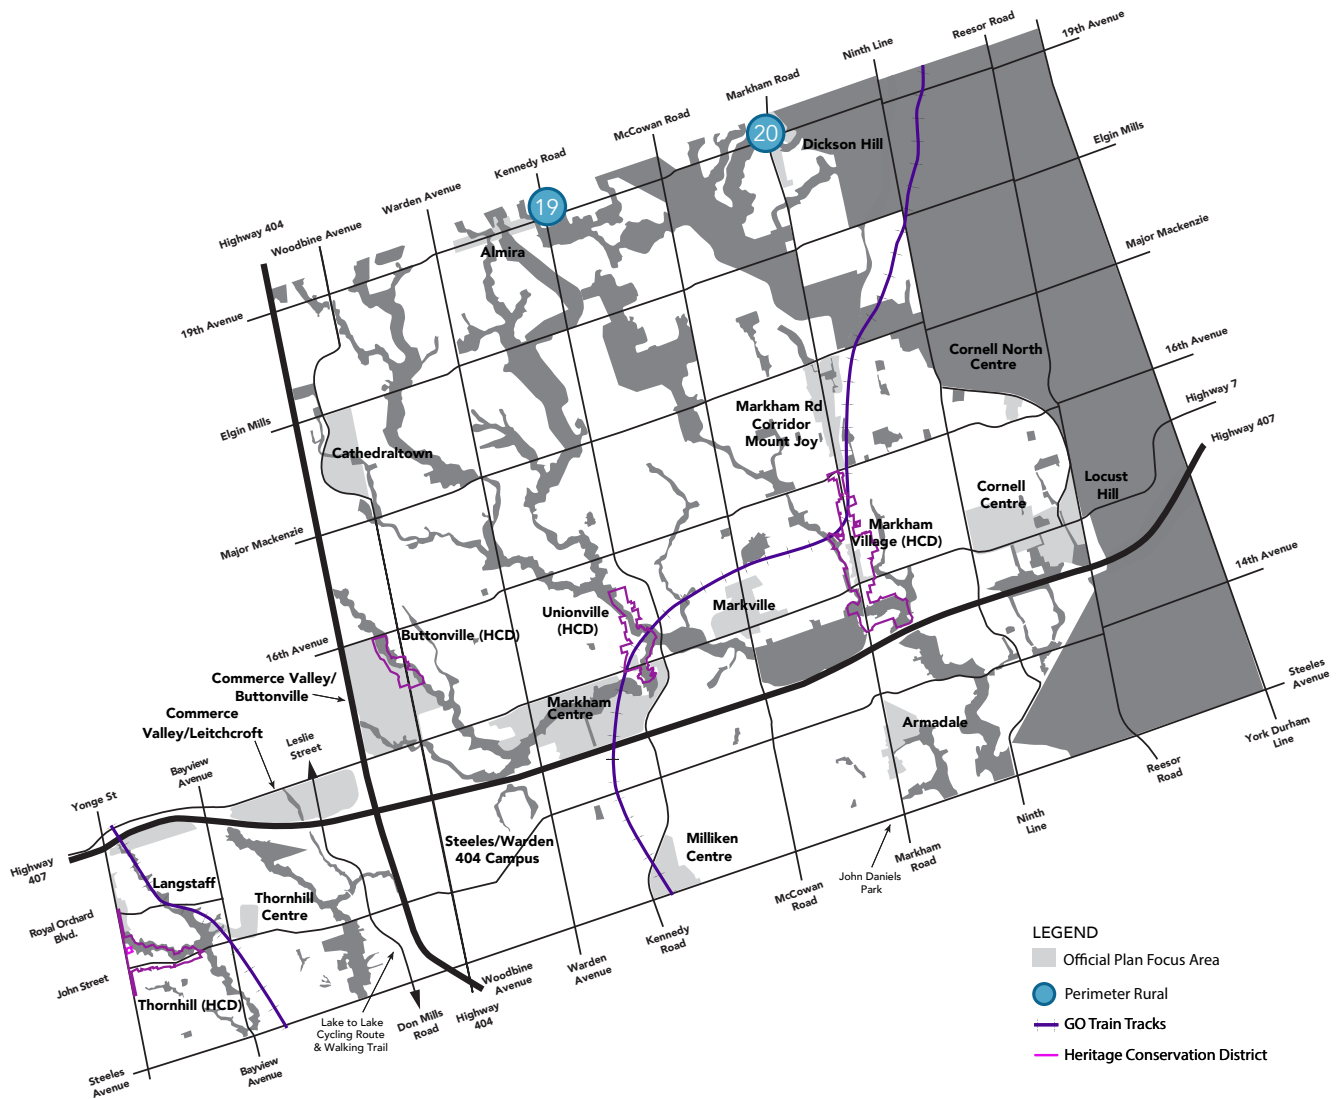 Reesor Road
19th Avenue
Ninth Line
Markham Road
McCowan Road
Kennedy Road
Warden Avenue
Woodbine Avenue
Highway 404
20
Dickson Hill
Elgin Mills
19
Almira
Major Mackenzie
19th Avenue
16th Avenue
Cornell North
Centre
Highway 7
Highway 407
Markham Rd
Corridor
Mount Joy
Elgin Mills
Cathedraltown
Locust
Hill
Cornell
Centre
Major Mackenzie
Markham
Village (HCD)
14th Avenue
Markville
Unionville
(HCD)
Buttonville (HCD)
16th Avenue
Commerce Valley/
Buttonville
Steeles
Avenue
Markham
Centre
Commerce
Valley/Leitchcroft
Armadale
York Durham
Line
Leslie
Street
Bayview
Avenue
Reesor
Road
Yonge St
Ninth
Line
Steeles/Warden
404 Campus
Milliken
Centre
Markham
Road
Highway
407
John Daniels
Park
McCowan
Road
Langstaff
Thornhill
Centre
Royal Orchard
Blvd.
Kennedy
Road
LEGEND
Official Plan Focus Area
Perimeter Rural
GO Train Tracks
Heritage Conservation District
Warden
Avenue
Woodbine
Avenue
John Street
Thornhill (HCD)
Highway
404
Don Mills
Road
Lake to Lake
Cycling Route
& Walking Trail
Bayview
Avenue
Steeles
Avenue